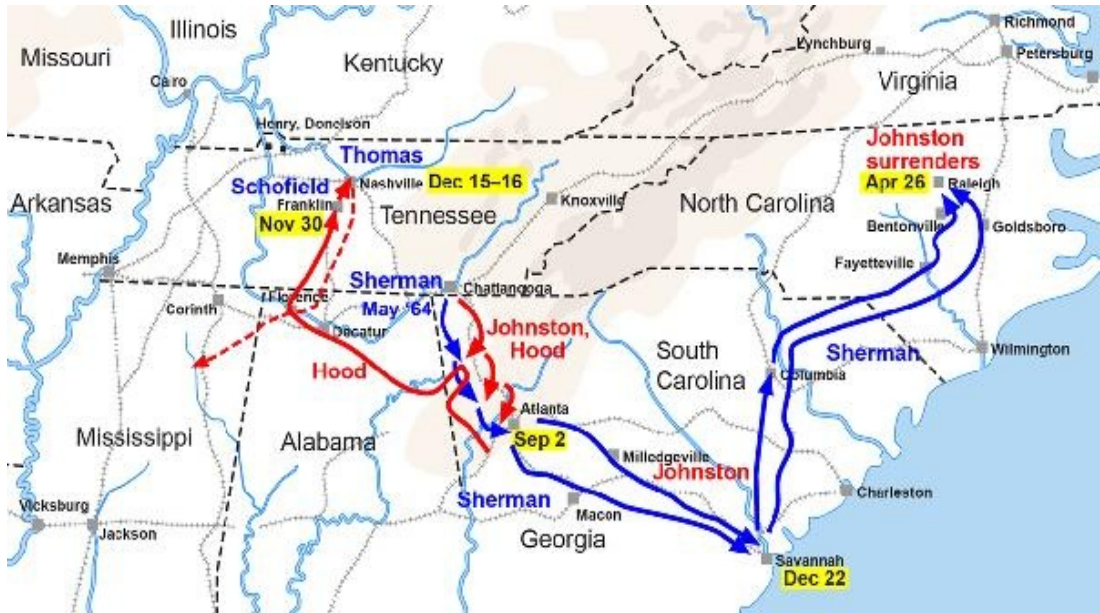 Illinois
Richmond
Missouri
Kentucky
Lynchburg
Petersburg
Cairo
Virginia
Henry, Donelson
Thomas
Johnston
surrenders
Nashville
Dec 15–16
Apr 26
Raleigh
Schofield
Arkansas
Franklin
Nov 30
Tennessee
Knoxville
North Carolina
Bentonville
Goldsboro
Memphis
Fayetteville
Sherman
Chattanooga
Florence
May '64
Corinth
Decatur
Johnston,
Hood
Hood
South
Carolina
Sherman
Wilmington
Columbia
Atlanta
Sep 2
Mississippi
Alabama
Milledgeville
Johnston
Sherman
Charleston
Vicksburg
Macon
Jackson
Georgia
Savannah
Dec 22